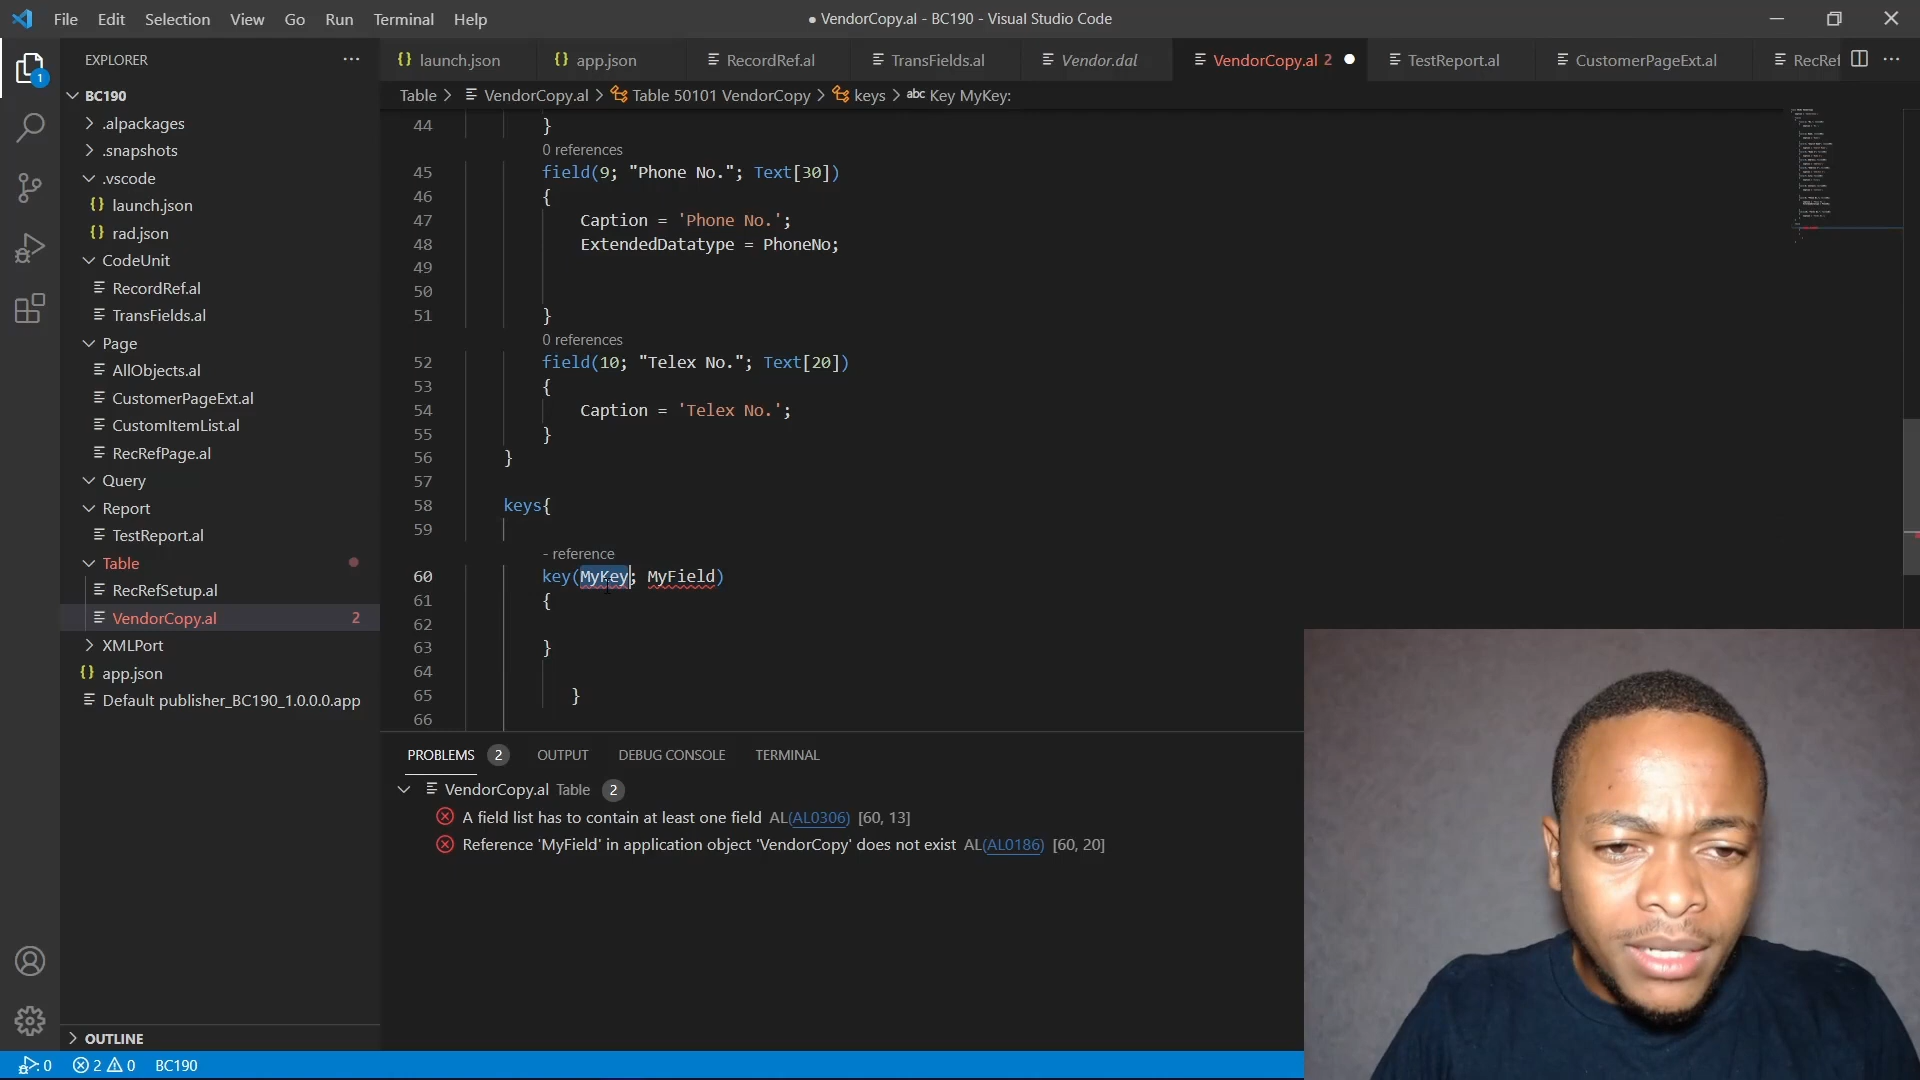 File Edit Selection View Go Run Terminal Help
● VendorCopy.al - BC190 - Visual Studio Code
EXPLORER
launch.json
app.json
RecordRef.al
TransFields.al
Vendor.dal
VendorCopy.al 2
TestReport.al
CustomerPageExt.al
RecRef
Table > VendorCopy.al > Table 50101 VendorCopy > keys > abc Key MyKey:
1
BC190
.alpackages
.snapshots
.vscode
launch.json
rad.json
CodeUnit
RecordRef.al
TransFields.al
Page
AllObjects.al
CustomerPageExt.al
CustomItemList.al
RecRefPage.al
Query
Report
TestReport.al
Table
RecRefSetup.al
VendorCopy.al 2
XMLPort
app.json
Default publisher_BC190_1.0.0.0.app
OUTLINE
44 }
0 references
45 field(9; "Phone No."; Text[30])
46 {
47 Caption = 'Phone No.';
48 ExtendedDatatype = PhoneNo;
49
50
51 }
0 references
52 field(10; "Telex No."; Text[20])
53 {
54 Caption = 'Telex No.';
55 }
56 }
57
58 keys{
59
- reference
60 key(MyKey; MyField)
61 {
62
63 }
64
65 }
66
PROBLEMS 2 OUTPUT DEBUG CONSOLE TERMINAL
VendorCopy.al Table 2
A field list has to contain at least one field AL(AL0306) [60, 13]
Reference 'MyField' in application object 'VendorCopy' does not exist AL(AL0186) [60, 20]
0 2 0 BC190